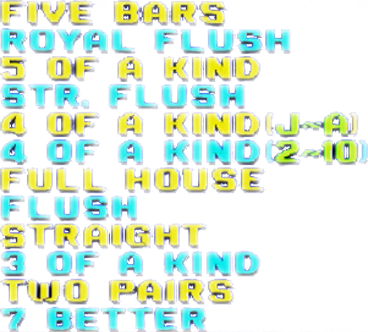 FIVE BARS
ROYAL FLUSH
5 OF A KIND
STR. FLUSH
4 OF A KIND(J~A)
4 OF A KIND(2~10)
FULL HOUSE
FLUSH
STRAIGHT
3 OF A KIND
TWO PAIRS
7 BETTER